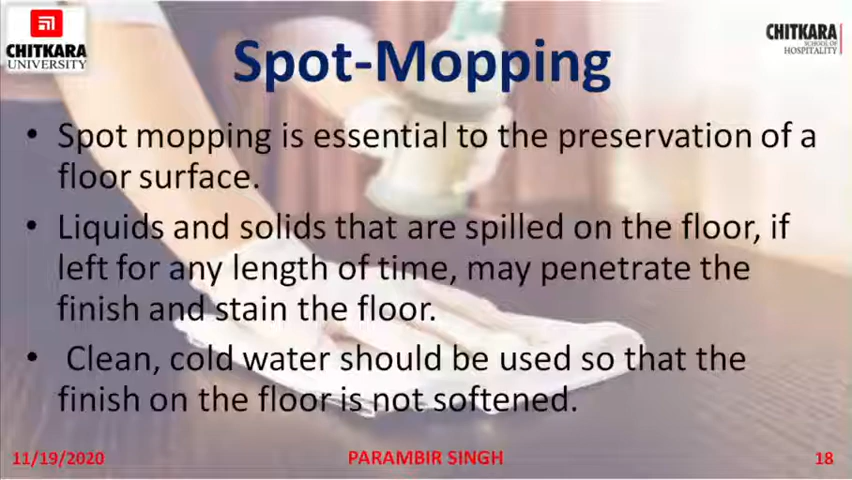 CHITKARA
UNIVERSITY
CHITKARA
SCHOOL OF
HOSPITALITY
Spot-Mopping
• Spot mopping is essential to the preservation of a
floor surface.
• Liquids and solids that are spilled on the floor, if
left for any length of time, may penetrate the
finish and stain the floor.
• Clean, cold water should be used so that the
finish on the floor is not softened.
11/19/2020
PARAMBIR SINGH
18